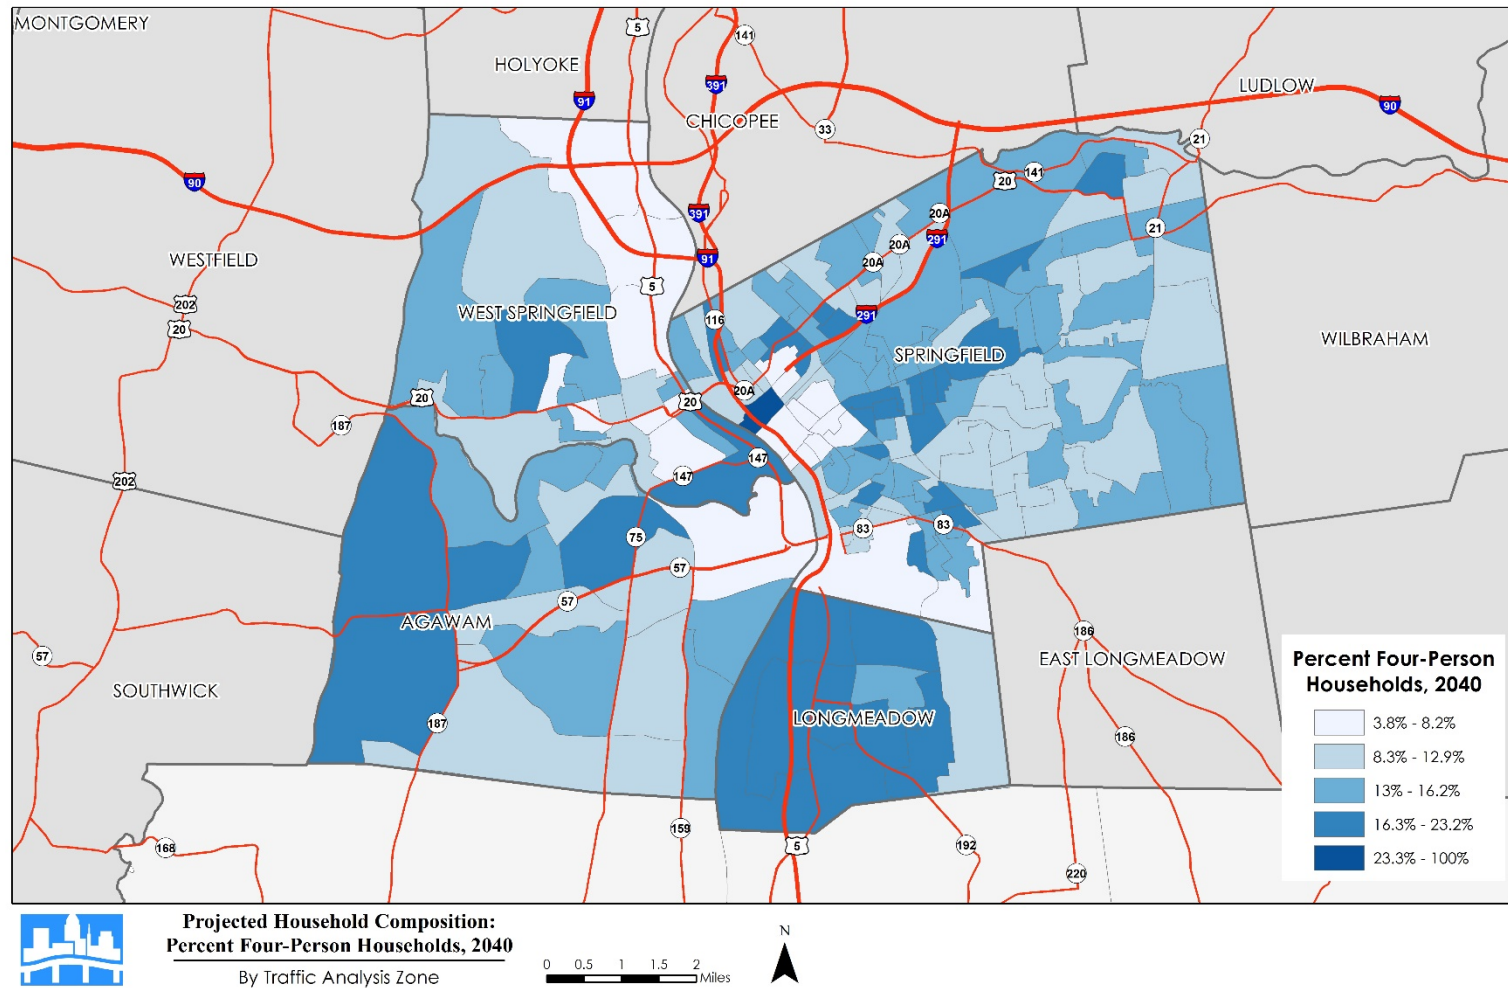 MONTGOMERY
5
141
HOLYOKE
391
91
LUDLOW
90
CHICOPEE
33
21
141
20
90
391
20A
21
291
20A
WESTFIELD
91
20A
5
202
WEST SPRINGFIELD
291
116
20
SPRINGFIELD
WILBRAHAM
20A
20
20
187
147
147
202
83
83
75
57
57
AGAWAM
186
57
EAST LONGMEADOW
SOUTHWICK
LONGMEADOW
187
186
159
5
192
168
220
Percent Four-Person
Households, 2040
3.8% - 8.2%
8.3% - 12.9%
13% - 16.2%
16.3% - 23.2%
23.3% - 100%
Projected Household Composition:
Percent Four-Person Households, 2040
By Traffic Analysis Zone
0 0.5 1 1.5 2
Miles
N